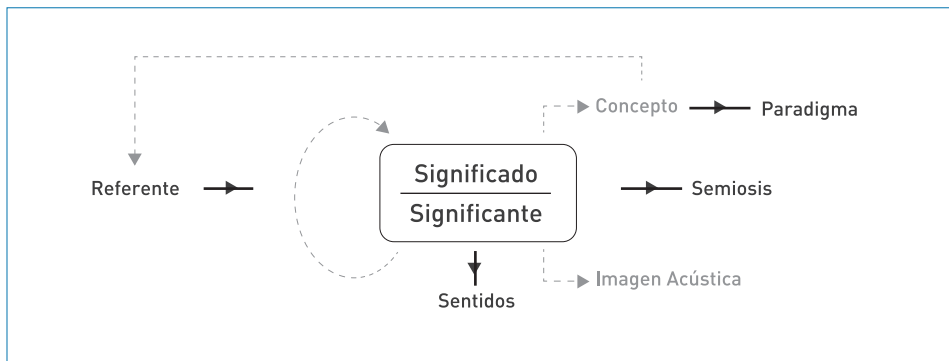 Concepto
Paradigma
Referente
Significado
Significante
Semiosis
Imagen Acústica
Sentidos